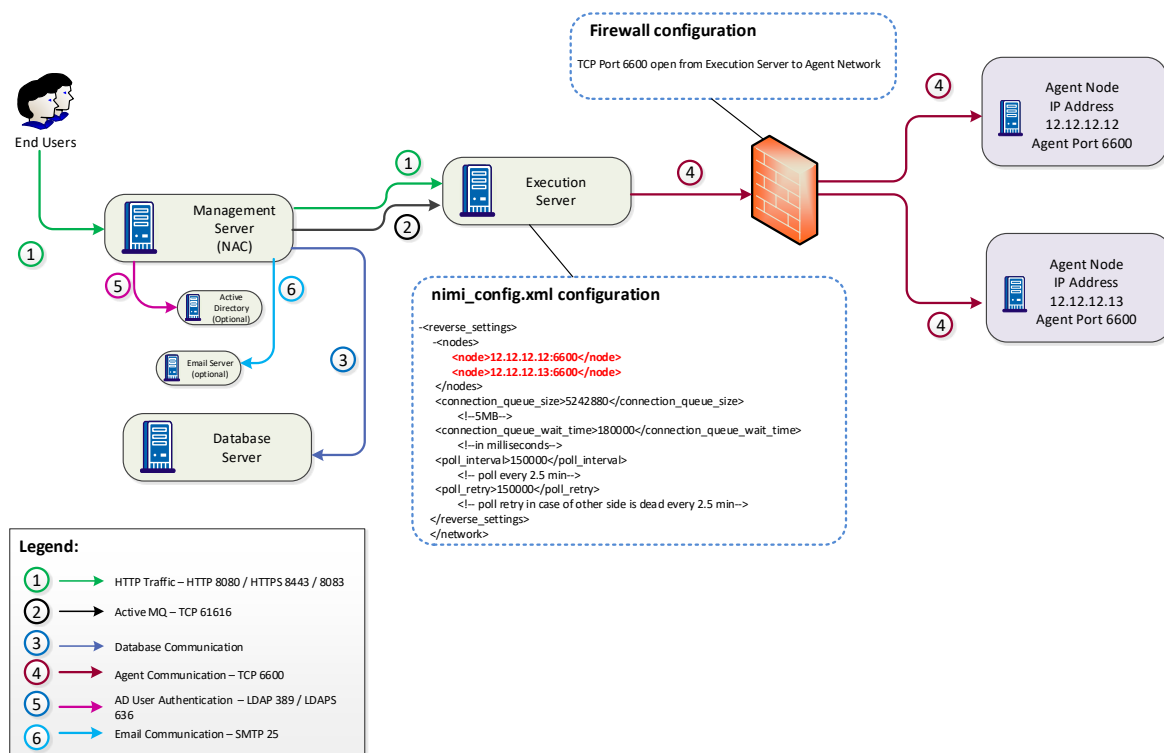 Firewall configuration
TCP Port 6600 open from Execution Server to Agent Network
End Users
1
Management
Server
(NAC)
1
2
Execution
Server
4
4
Agent Node
IP Address
12.12.12.12
Agent Port 6600
4
Agent Node
IP Address
12.12.12.13
Agent Port 6600
5
6
Active
Directory
(Optional)
Email Server
(optional)
3
Database
Server
nimi_config.xml configuration
-<reverse_settings>
-<nodes>
<node>12.12.12.12:6600</node>
<node>12.12.12.13:6600</node>
</nodes>
<connection_queue_size>5242880</connection_queue_size>
<!--5MB-->
<connection_queue_wait_time>180000</connection_queue_wait_time>
<!--in milliseconds-->
<poll_interval>150000</poll_interval>
<!-- poll every 2.5 min-->
<poll_retry>150000</poll_retry>
<!-- poll retry in case of other side is dead every 2.5 min-->
</reverse_settings>
</network>
Legend:
1 HTTP Traffic – HTTP 8080 / HTTPS 8443 / 8083
2 Active MQ – TCP 61616
3 Database Communication
4 Agent Communication – TCP 6600
5 AD User Authentication – LDAP 389 / LDAPS
636
6 Email Communication – SMTP 25